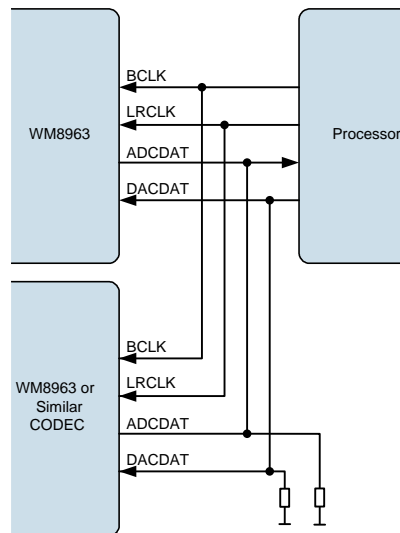 BCLK
LRCLK
WM8963
Processor
ADCDAT
DACDAT
BCLK
LRCLK
WM8963 or
Similar
CODEC
ADCDAT
DACDAT